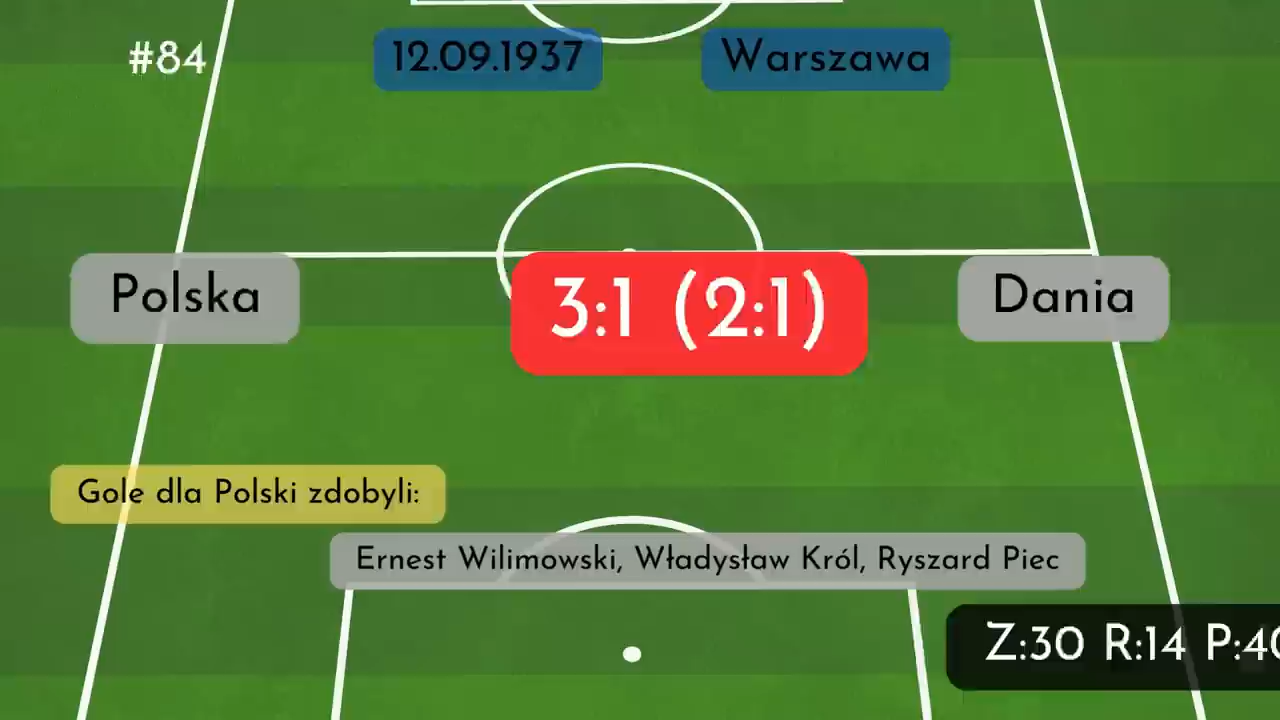 #84
12.09.1937
Warszawa
Polska
3:1 (2:1)
Dania
Gole dla Polski zdobyli:
Ernest Wilimowski, Władysław Król, Ryszard Piec
Z:30 R:14 P:40